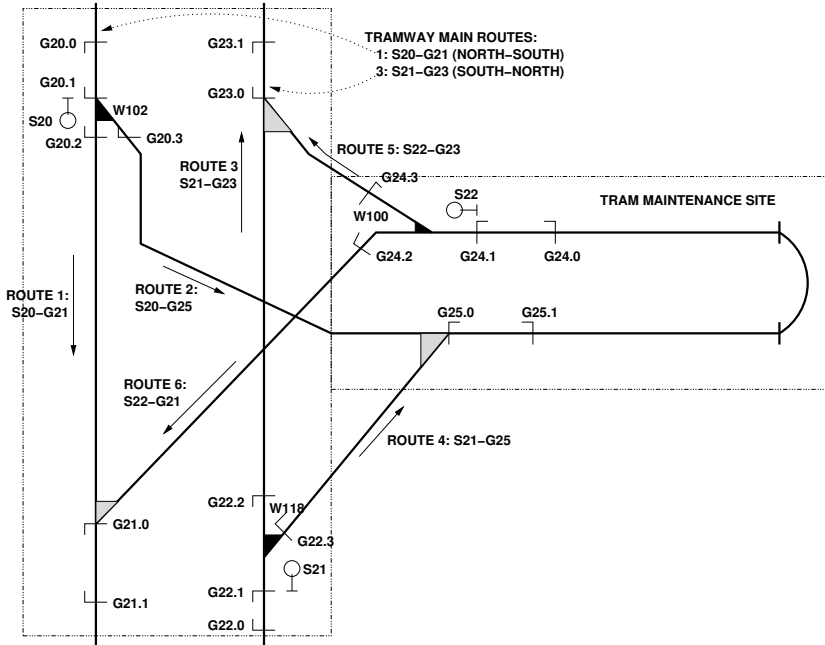 TRAMWAY MAIN ROUTES:
1: S20−G21 (NORTH−SOUTH)
3: S21−G23 (SOUTH−NORTH)
G20.0
G23.1
G20.1
G23.0
W102
S20
G20.2
G20.3
ROUTE 3
S21−G23
ROUTE 5: S22−G23
G24.3
S22
TRAM MAINTENANCE SITE
W100
G24.2
G24.1
G24.0
ROUTE 1:
S20−G21
ROUTE 2:
S20−G25
G25.0
G25.1
ROUTE 6:
S22−G21
ROUTE 4: S21−G25
G22.2
W118
G21.0
G22.3
S21
G22.1
G21.1
G22.0